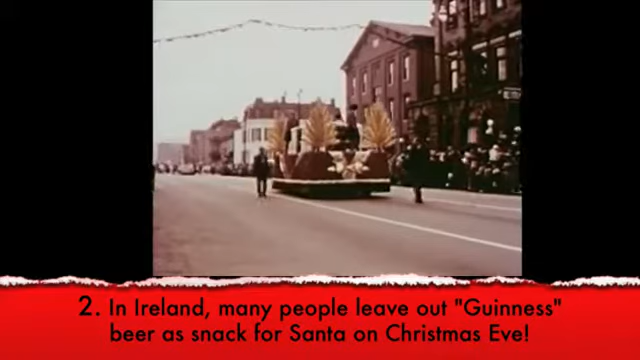 2. In Ireland, many people leave out "Guinness"
beer as snack for Santa on Christmas Eve!